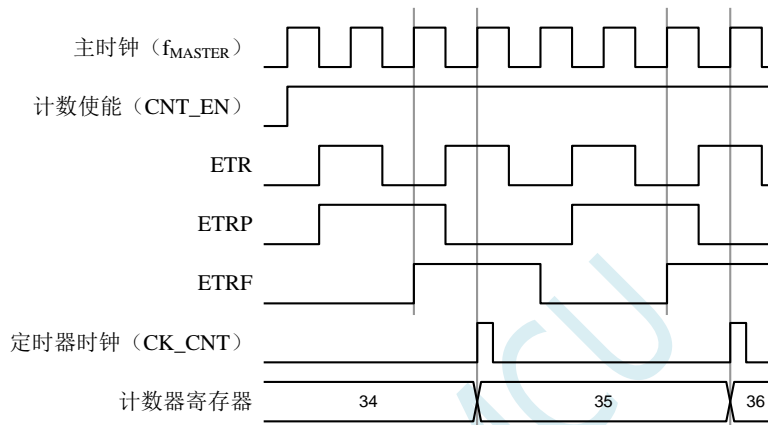 主时钟（fMASTER）
计数使能（CNT_EN）
ETR
ETRP
ETRF
定时器时钟（CK_CNT）
计数器寄存器 34 35 36
MCU